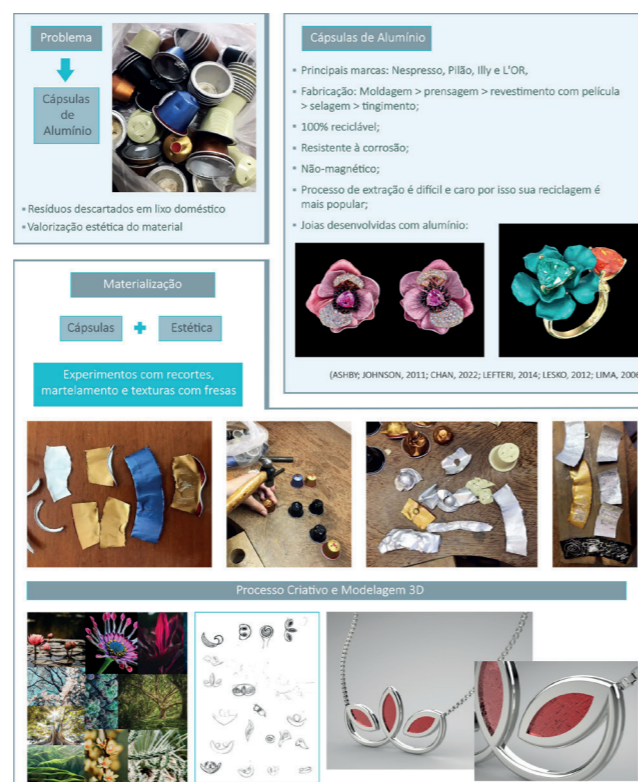 Problema
Cápsulas
de
Alumínio
• Resíduos descartados em lixo doméstico
• Valorização estética do material
Cápsulas de Alumínio
• Principais marcas: Nespresso, Pilão, Illy e L'OR,
• Fabricação: Moldagem > prensagem > revestimento com película
> selagem > tingimento;
• 100% reciclável;
• Resistente à corrosão;
• Não-magnético;
• Processo de extração é difícil e caro por isso sua reciclagem é
mais popular;
• Joias desenvolvidas com alumínio:
(ASHBY; JOHNSON, 2011; CHAN, 2022; LEFTERI, 2014; LESKO, 2012; LIMA, 2006
Materialização
Cápsulas + Estética
Experimentos com recortes,
martelamento e texturas com fresas
Processo Criativo e Modelagem 3D